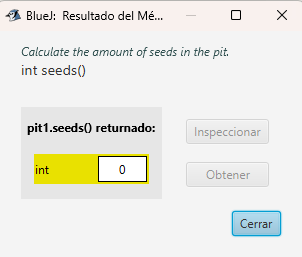 BlueJ:  Resultado del Mé...
Calculate the amount of seeds in the pit.
int seeds()
pit1.seeds() returnado:
Inspeccionar
int 0
Obtener
Cerrar